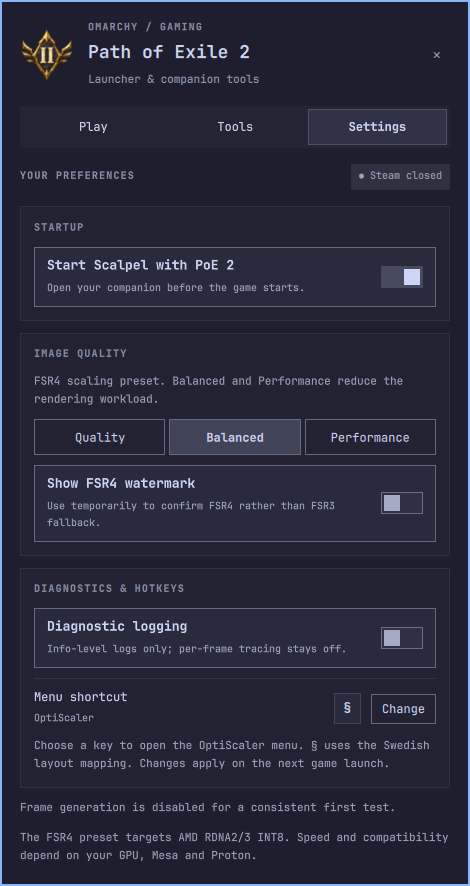 OMARCHY / GAMING
II
Path of Exile 2
×
Launcher & companion tools
Play
Tools
Settings
YOUR PREFERENCES
● Steam closed
STARTUP
Start Scalpel with PoE 2
Open your companion before the game starts.
IMAGE QUALITY
FSR4 scaling preset. Balanced and Performance reduce the
rendering workload.
Quality
Balanced
Performance
Show FSR4 watermark
Use temporarily to confirm FSR4 rather than FSR3
fallback.
DIAGNOSTICS & HOTKEYS
Diagnostic logging
Info-level logs only; per-frame tracing stays off.
Menu shortcut
OptiScaler
§
Change
Choose a key to open the OptiScaler menu. § uses the Swedish
layout mapping. Changes apply on the next game launch.
Frame generation is disabled for a consistent first test.
The FSR4 preset targets AMD RDNA2/3 INT8. Speed and compatibility
depend on your GPU, Mesa and Proton.